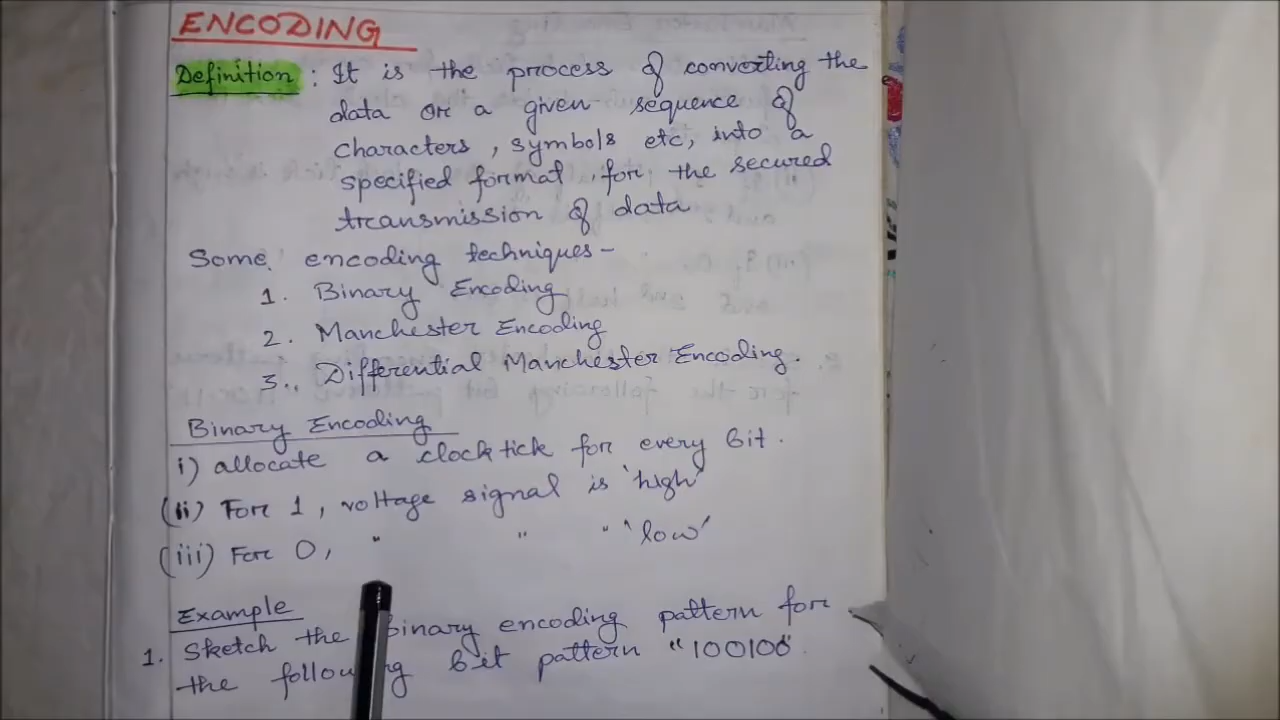 ENCODING
Definition : It is the process of converting the
data or a given sequence of
characters, symbols etc, into a
specified format, for the secured
transmission of data
Some encoding techniques -
1. Binary Encoding
2. Manchester Encoding
3.. Differential Manchester Encoding.
Binary Encoding
i) allocate a clock tick for every bit.
(ii) For 1, voltage signal is 'high'
(iii) For 0, " " " 'low'
Example
1. Sketch the Binary encoding pattern for
the following bit pattern "100100".